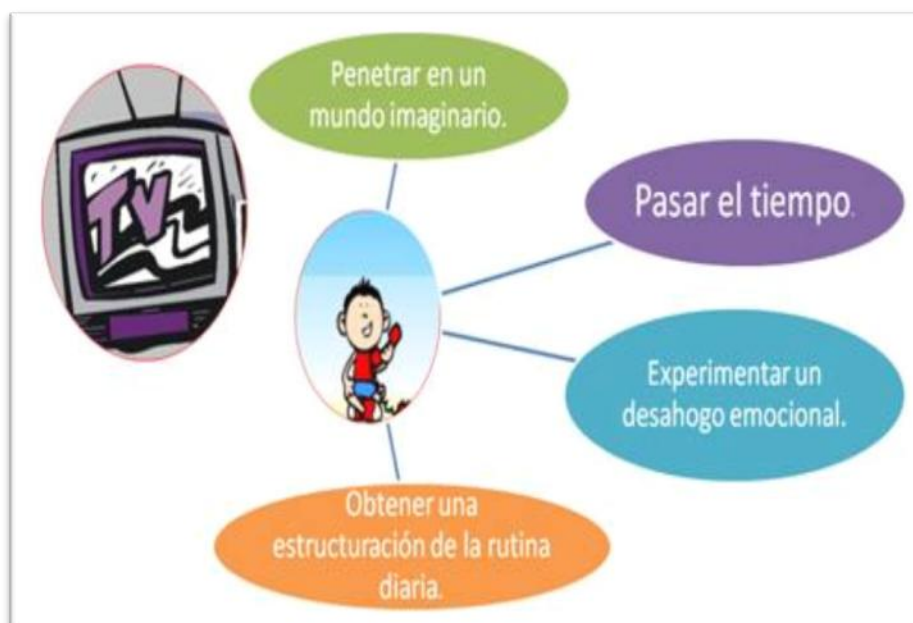 Penetrar en un
mundo imaginario.
TV
Pasar el tiempo.
Experimentar un
desahogo emocional.
Obtener una
estructuración de la rutina
diaria.